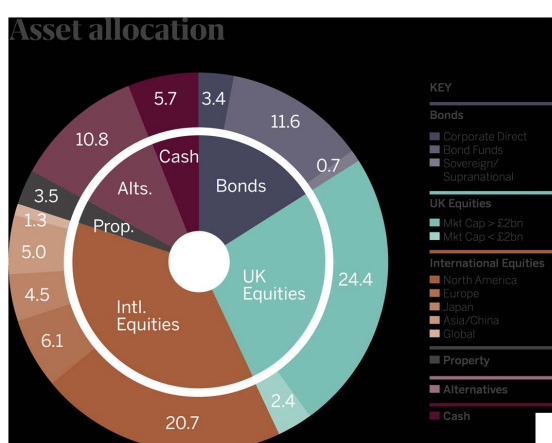 Asset allocation
5.7
3.4
11.6
10.8
Cash
0.7
Alts.
Bonds
3.5
Prop.
1.3
5.0
UK
Equities
24.4
4.5
Intl.
Equities
6.1
2.4
20.7
KEY
Bonds
Corporate Direct
Bond Funds
Sovereign/
Supranational
UK Equities
Mkt Cap > £2bn
Mkt Cap < £2bn
International Equities
North America
Europe
Japan
Asia/China
Global
Property
Alternatives
Cash